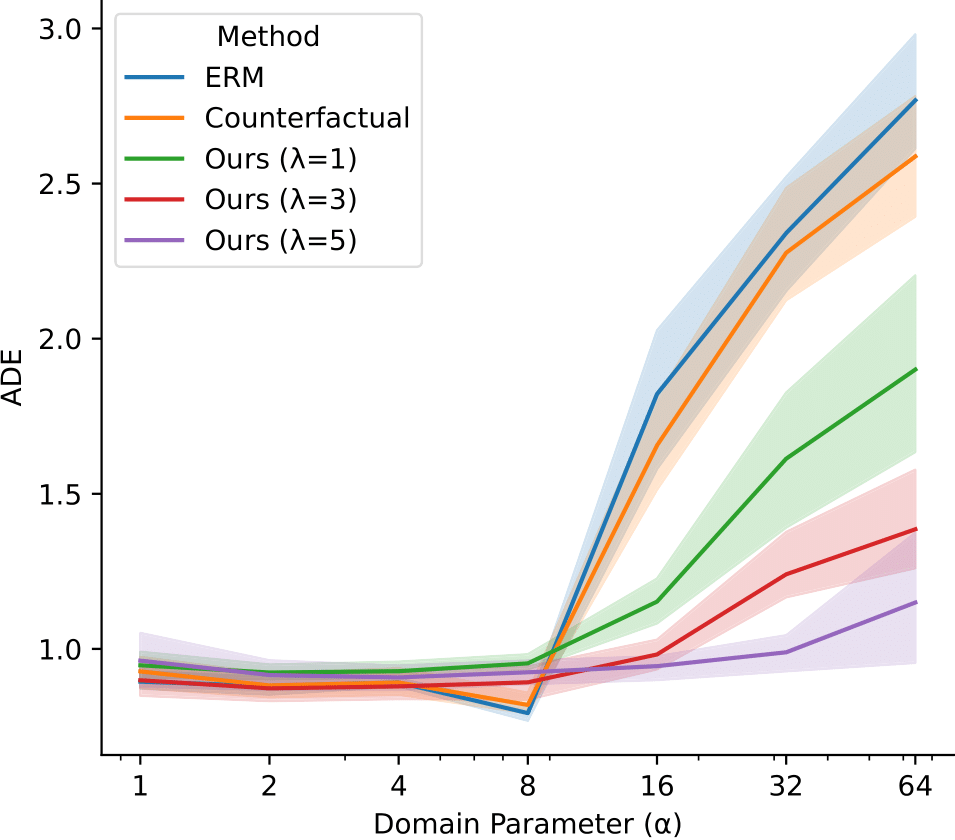 3.0
2.5
2.0
1.5
1.0
ADE
Method
ERM
Counterfactual
Ours (λ=1)
Ours (λ=3)
Ours (λ=5)
1 2 4 8 16 32 64
Domain Parameter (α)